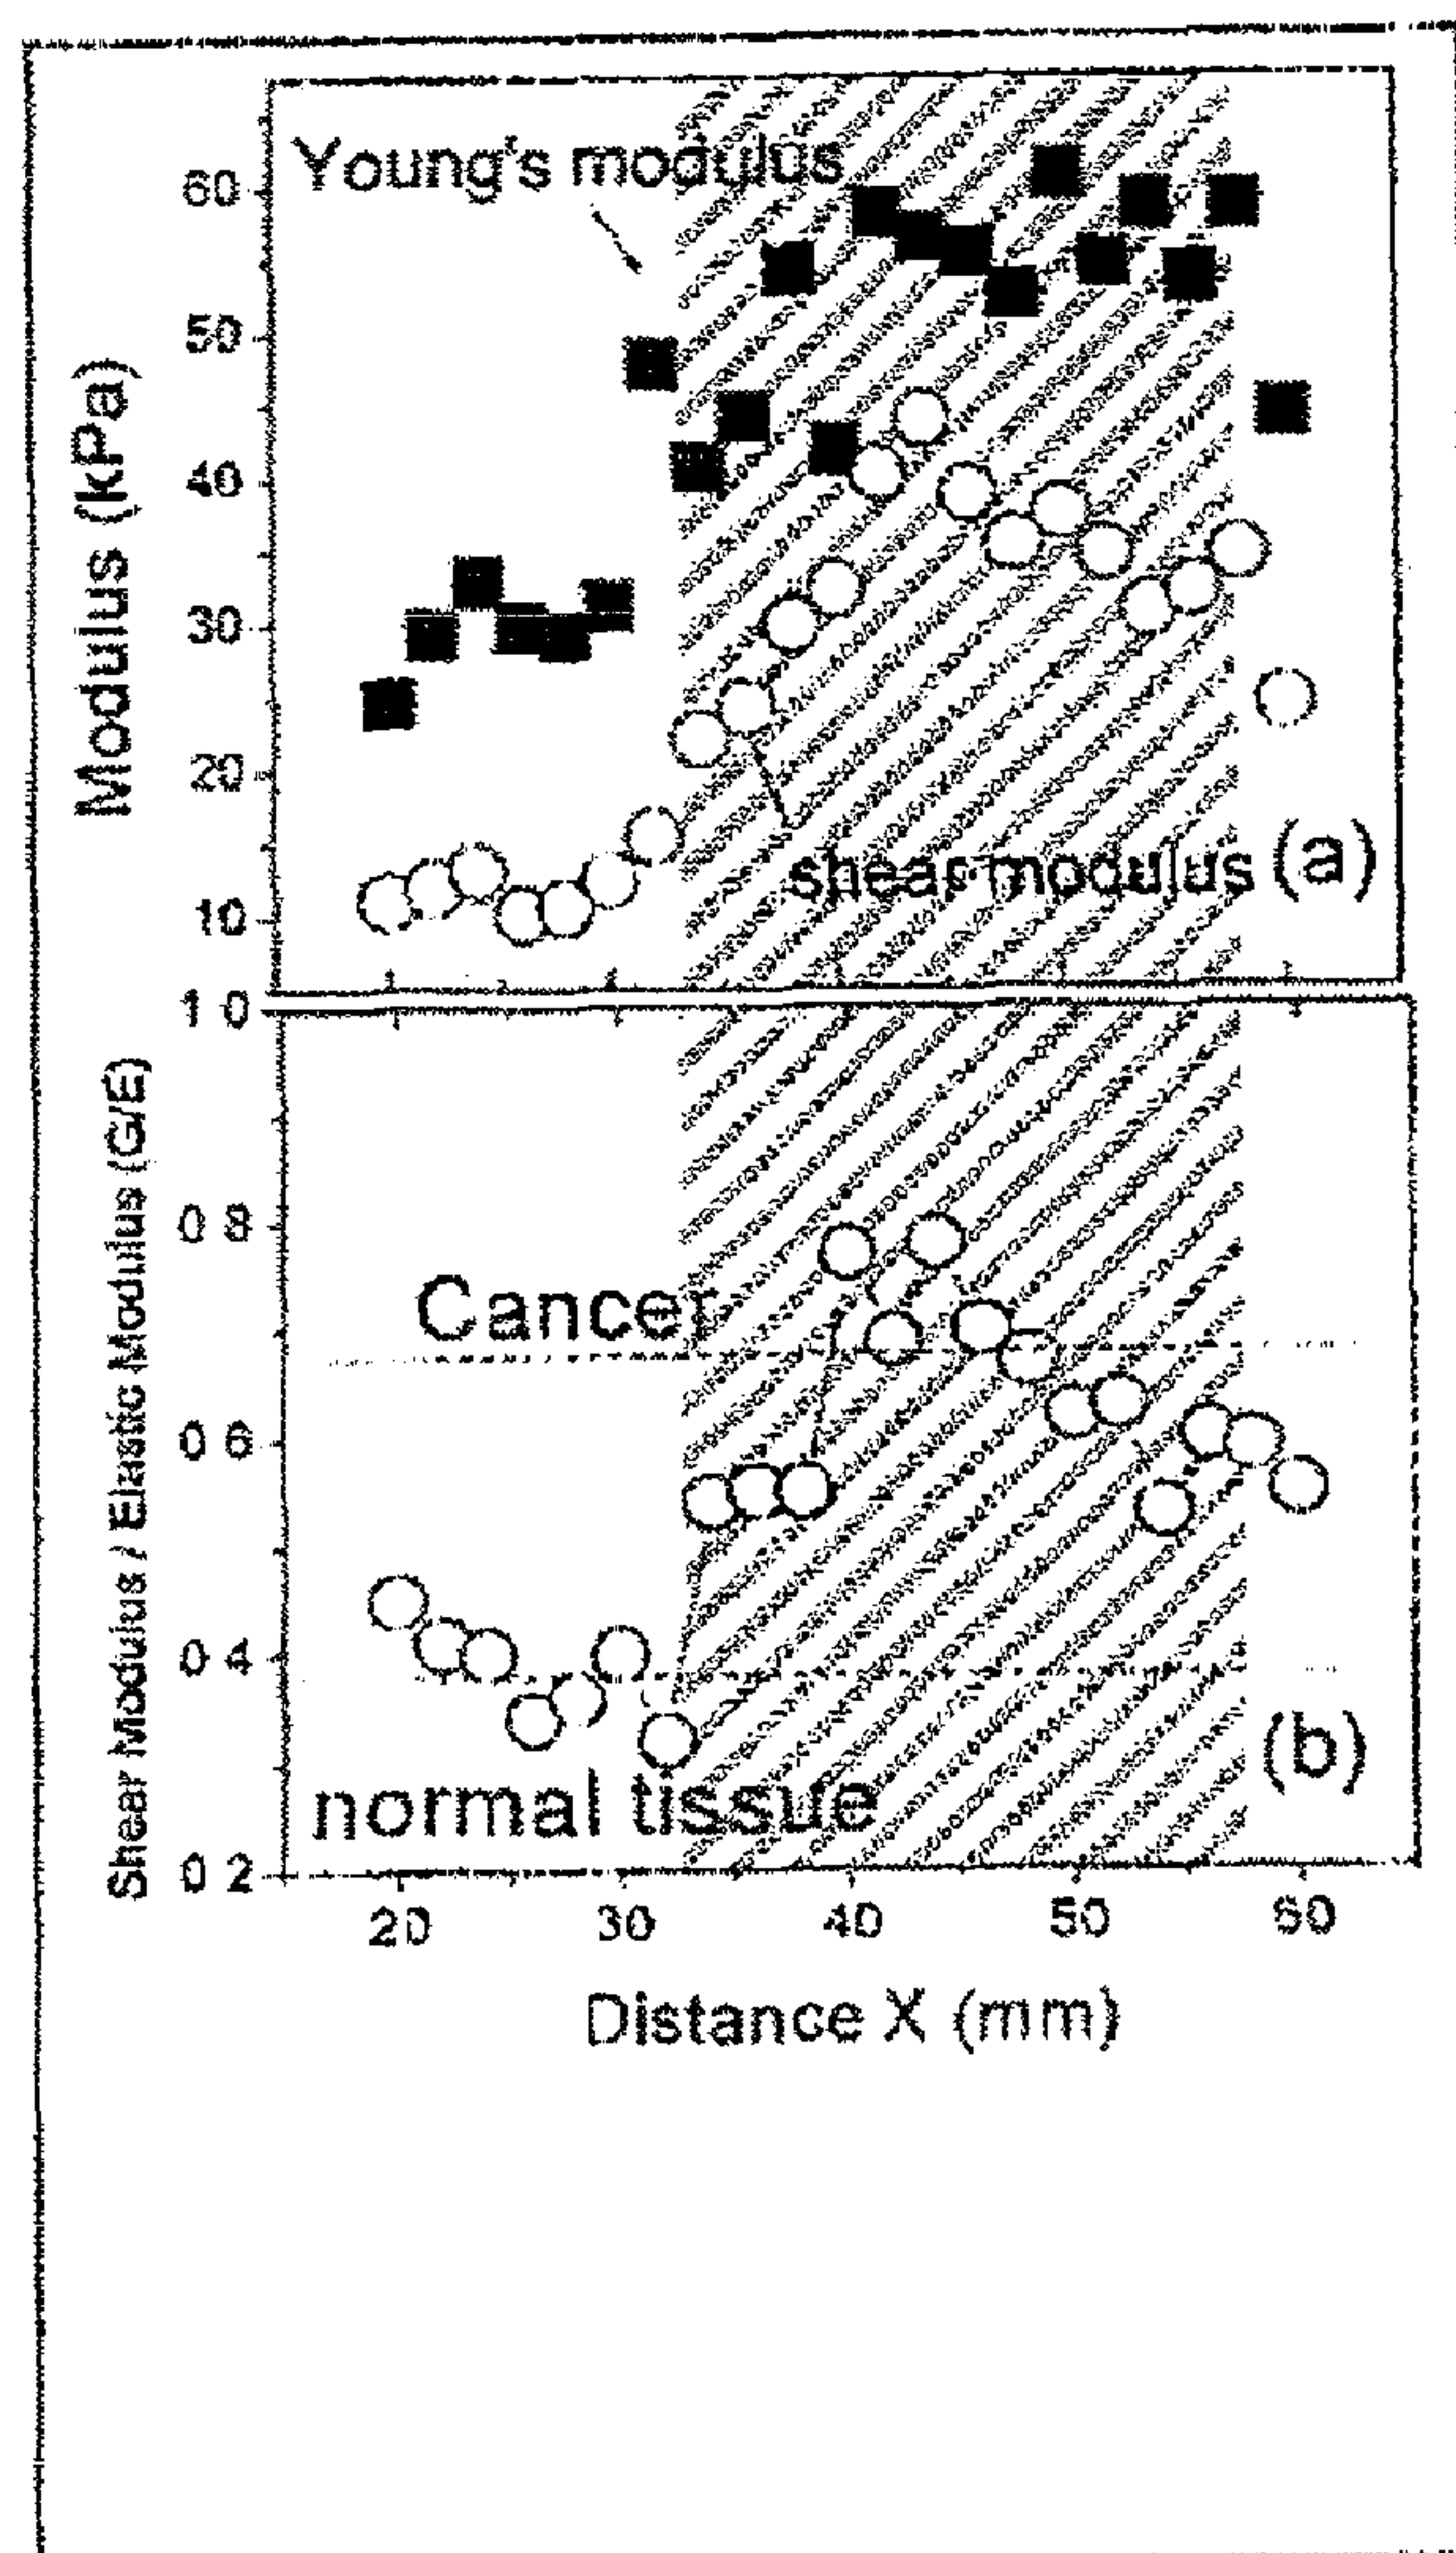 Young's modulus
60
50
40
30
20
10
Modulus (kPa)
shear modulus (a)
1 0
0 8
0 6
0 4
0 2
Shear Modulus / Elastic Modulus (G/E)
Cancer
normal tissue
(b)
20 30 40 50 60
Distance X (mm)